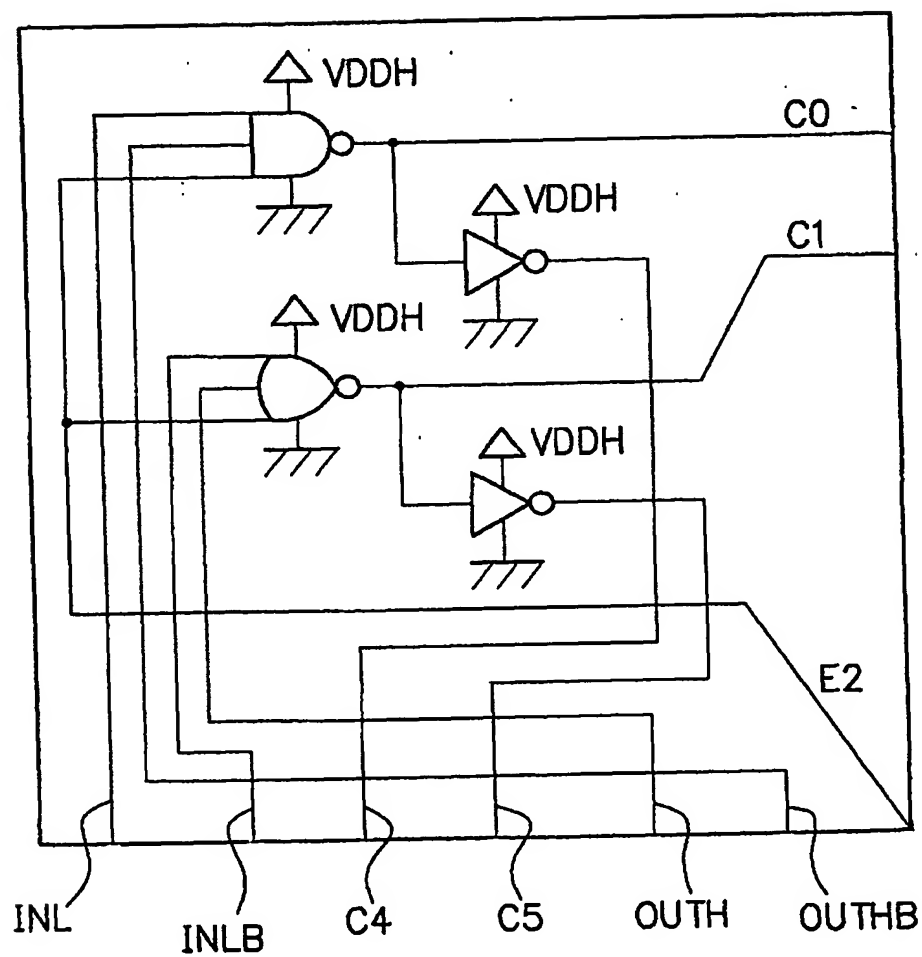 VDDH
C0
VDDH
C1
VDDH
VDDH
E2
INL
INLB
C4
C5
OUTH
OUTHB